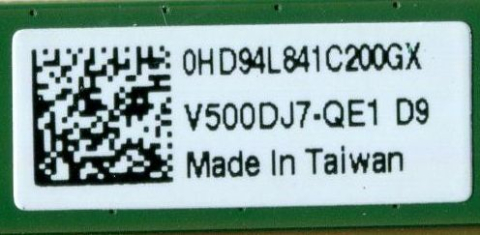 0HD94L841C200GX
V500DJ7-QE1 D9
Made In Taiwan